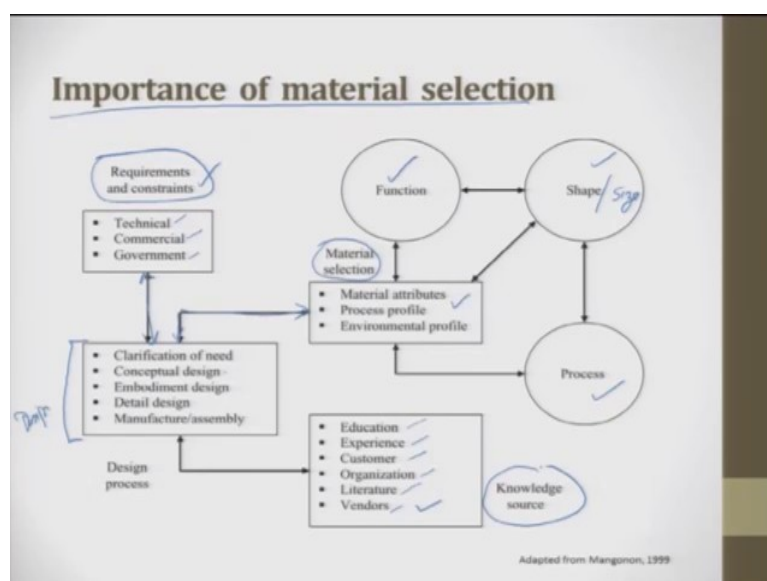 Importance of material selection
Requirements
and constraints
Technical
Commercial
Government
Function
Shape
/ Size
Material
selection
Material attributes
Process profile
Environmental profile
Clarification of need
Conceptual design
Embodiment design
Detail design
Manufacture/assembly
Process
Design
process
Education
Experience
Customer
Organization
Literature
Vendors
Knowledge
source
Adapted from Mangonon, 1999